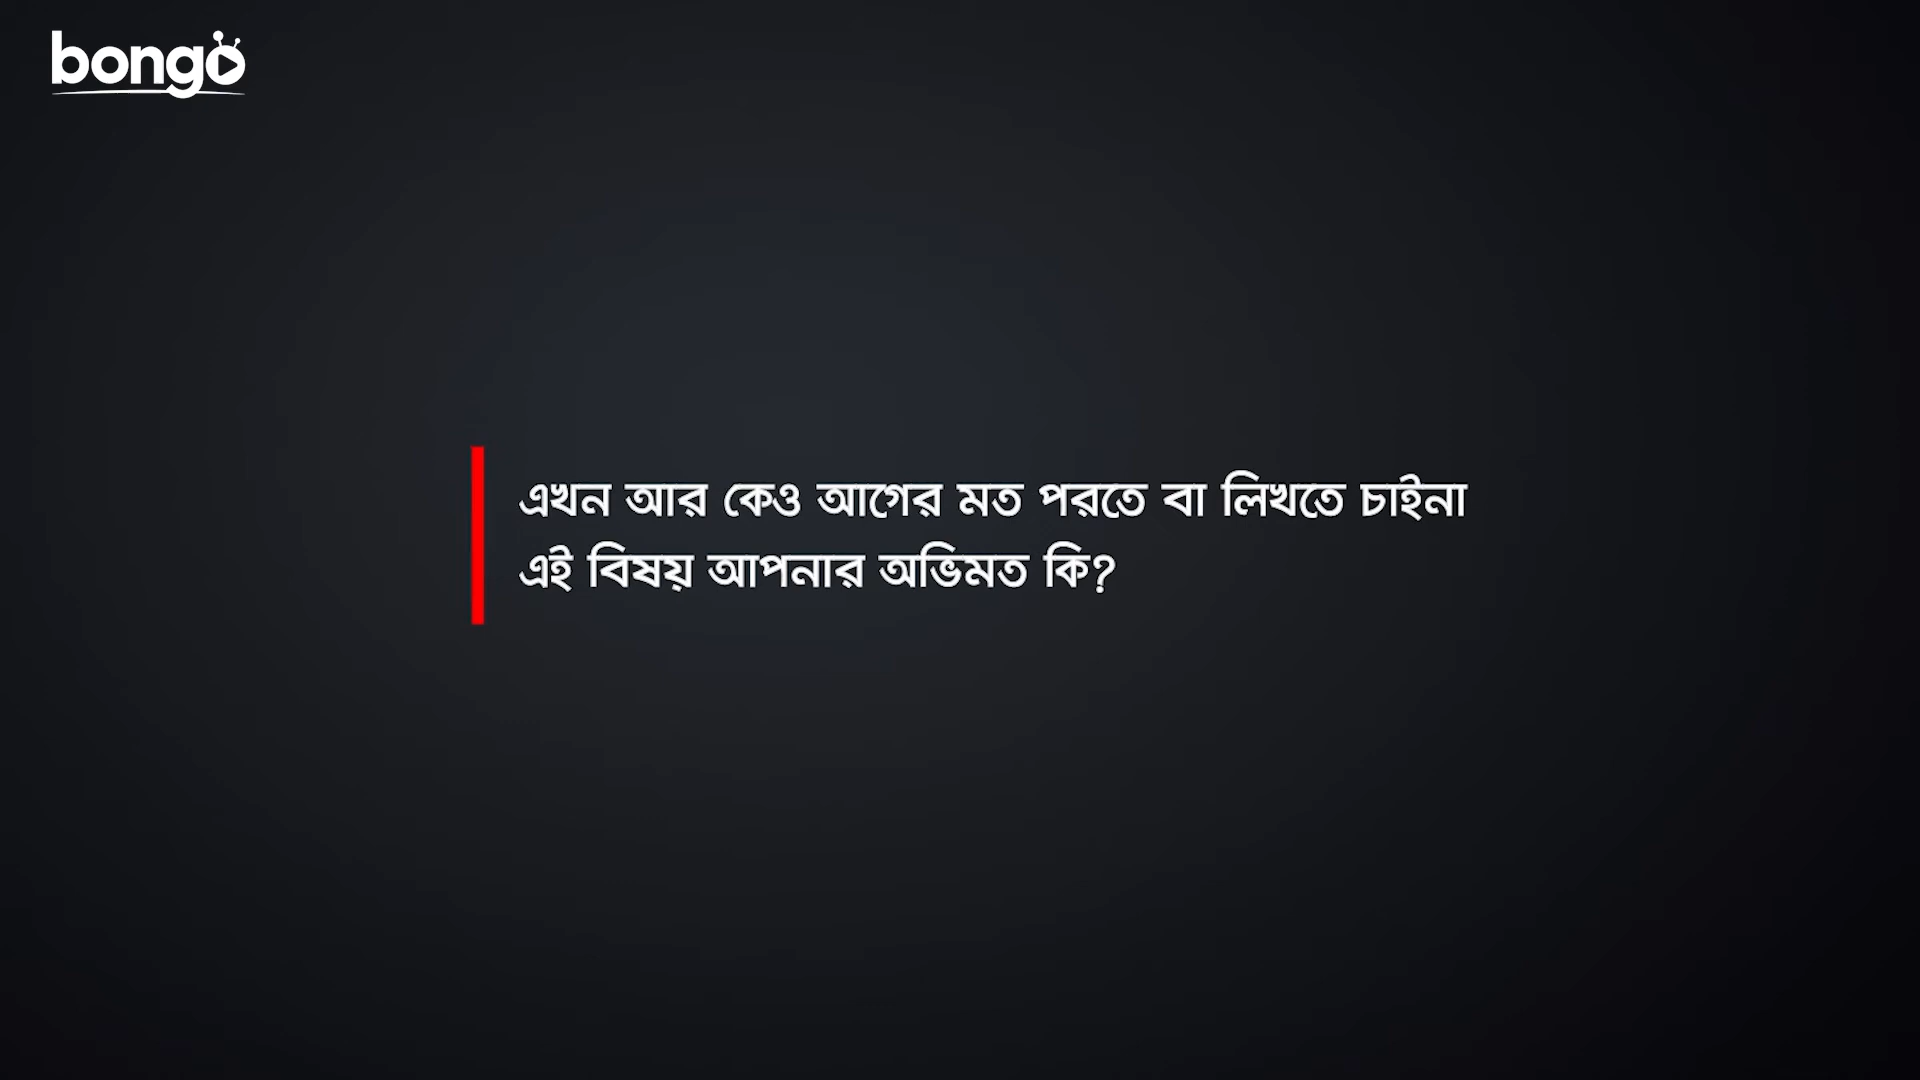 bongo
এখন আর কেও আগের মত পরতে বা লিখতে চাইনা
এই বিষয় আপনার অভিমত কি?